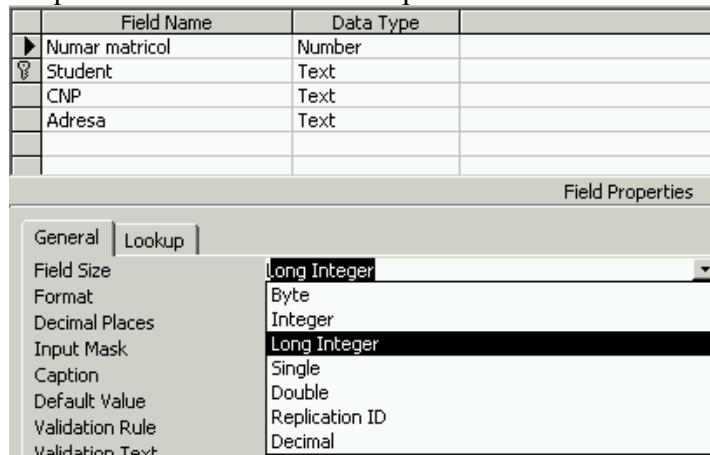 Field Name Data Type
Numar matricol Number
Student Text
CNP Text
Adresa Text
Field Properties
General Lookup
Field Size Long Integer
Format Byte
Decimal Places Integer
Input Mask Long Integer
Caption Single
Default Value Double
Validation Rule Replication ID
Validation Text Decimal